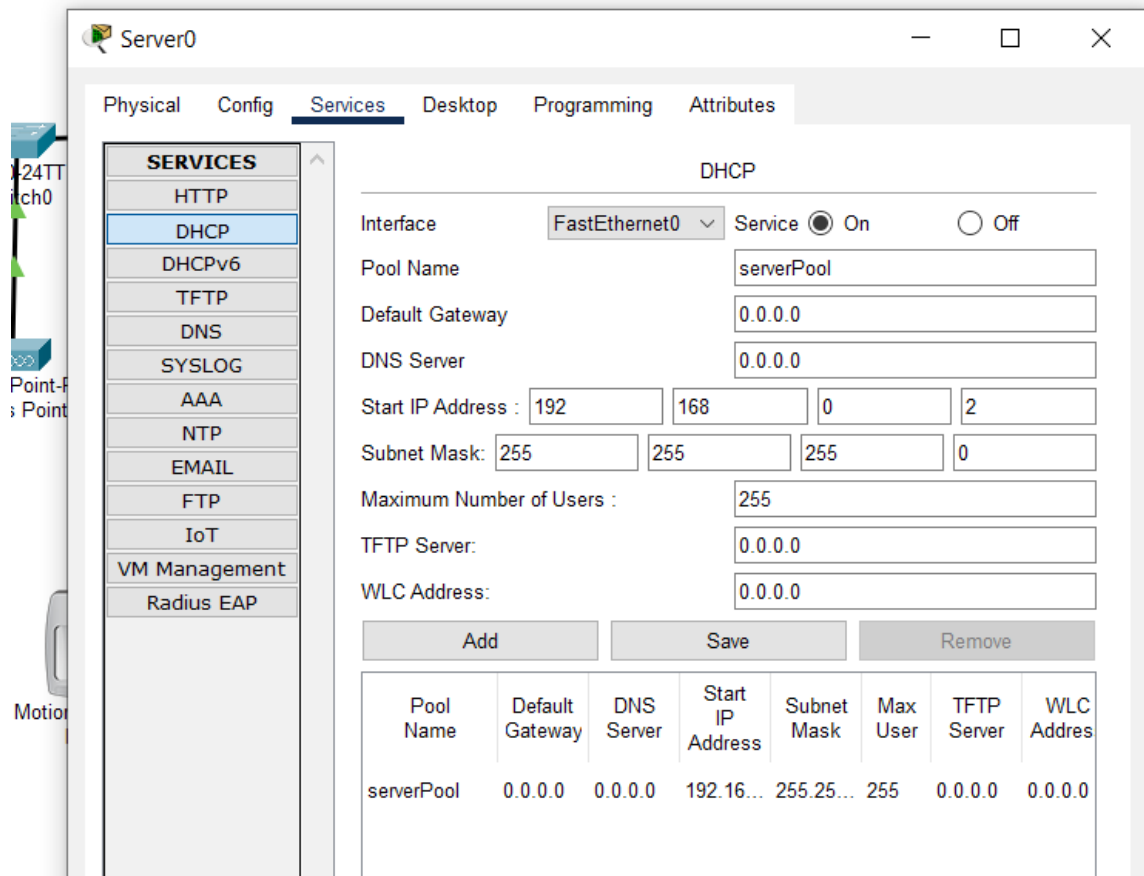 Server0
Physical Config Services Desktop Programming Attributes
SERVICES
HTTP
DHCP
DHCPv6
TFTP
DNS
SYSLOG
AAA
NTP
EMAIL
FTP
IoT
VM Management
Radius EAP
DHCP
Interface FastEthernet0 Service On Off
Pool Name serverPool
Default Gateway 0.0.0.0
DNS Server 0.0.0.0
Start IP Address : 192 168 0 2
Subnet Mask: 255 255 255 0
Maximum Number of Users : 255
TFTP Server: 0.0.0.0
WLC Address: 0.0.0.0
Add Save Remove
Pool Name Default Gateway DNS Server Start IP Address Subnet Mask Max User TFTP Server WLC Addres
serverPool 0.0.0.0 0.0.0.0 192.16... 255.25... 255 0.0.0.0 0.0.0.0
-24TT
itch0
Point-
s Point
Motion